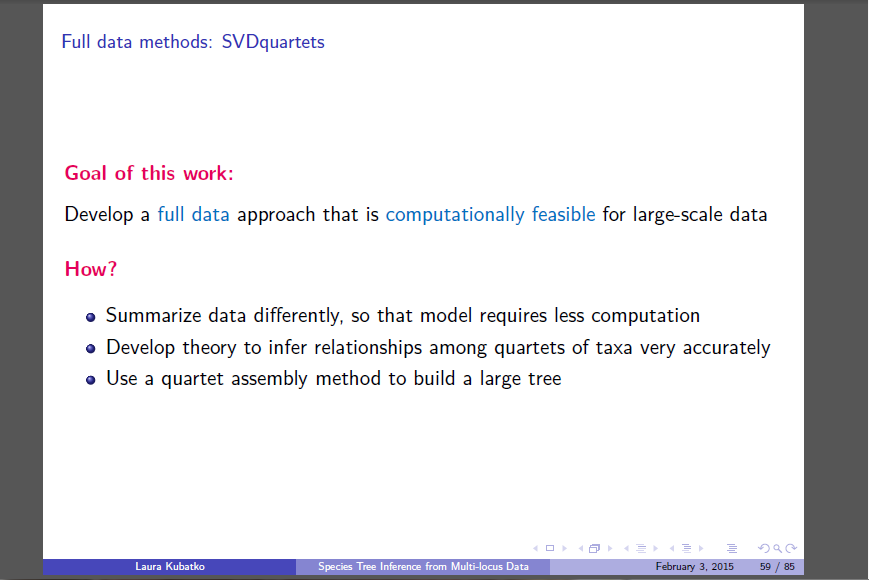 Full data methods: SVDquartets
Goal of this work:
Develop a full data approach that is computationally feasible for large-scale data
How?
Summarize data differently, so that model requires less computation
Develop theory to infer relationships among quartets of taxa very accurately
Use a quartet assembly method to build a large tree
Laura Kubatko Species Tree Inference from Multi-locus Data February 3, 2015 59 / 85